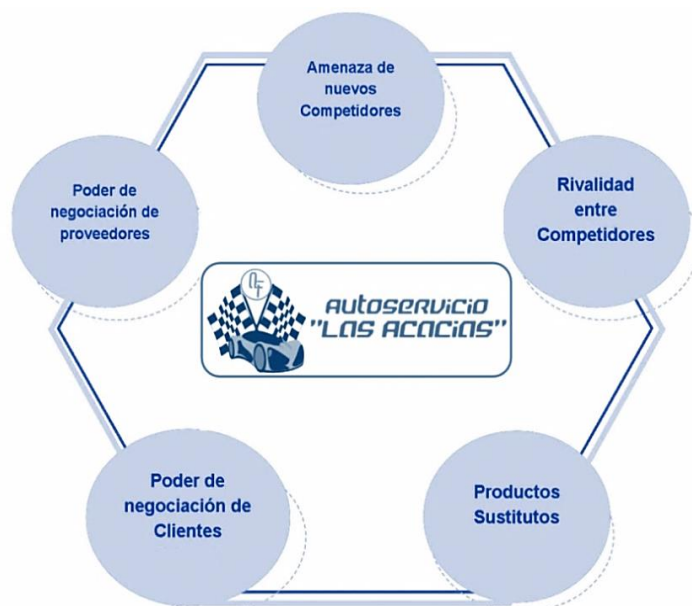 Amenaza de
nuevos
Competidores
Poder de
negociación de
proveedores
Rivalidad
entre
Competidores
AUTOSERVICIO
"LAS ACACIAS"
Poder de
negociación de
Clientes
Productos
Sustitutos